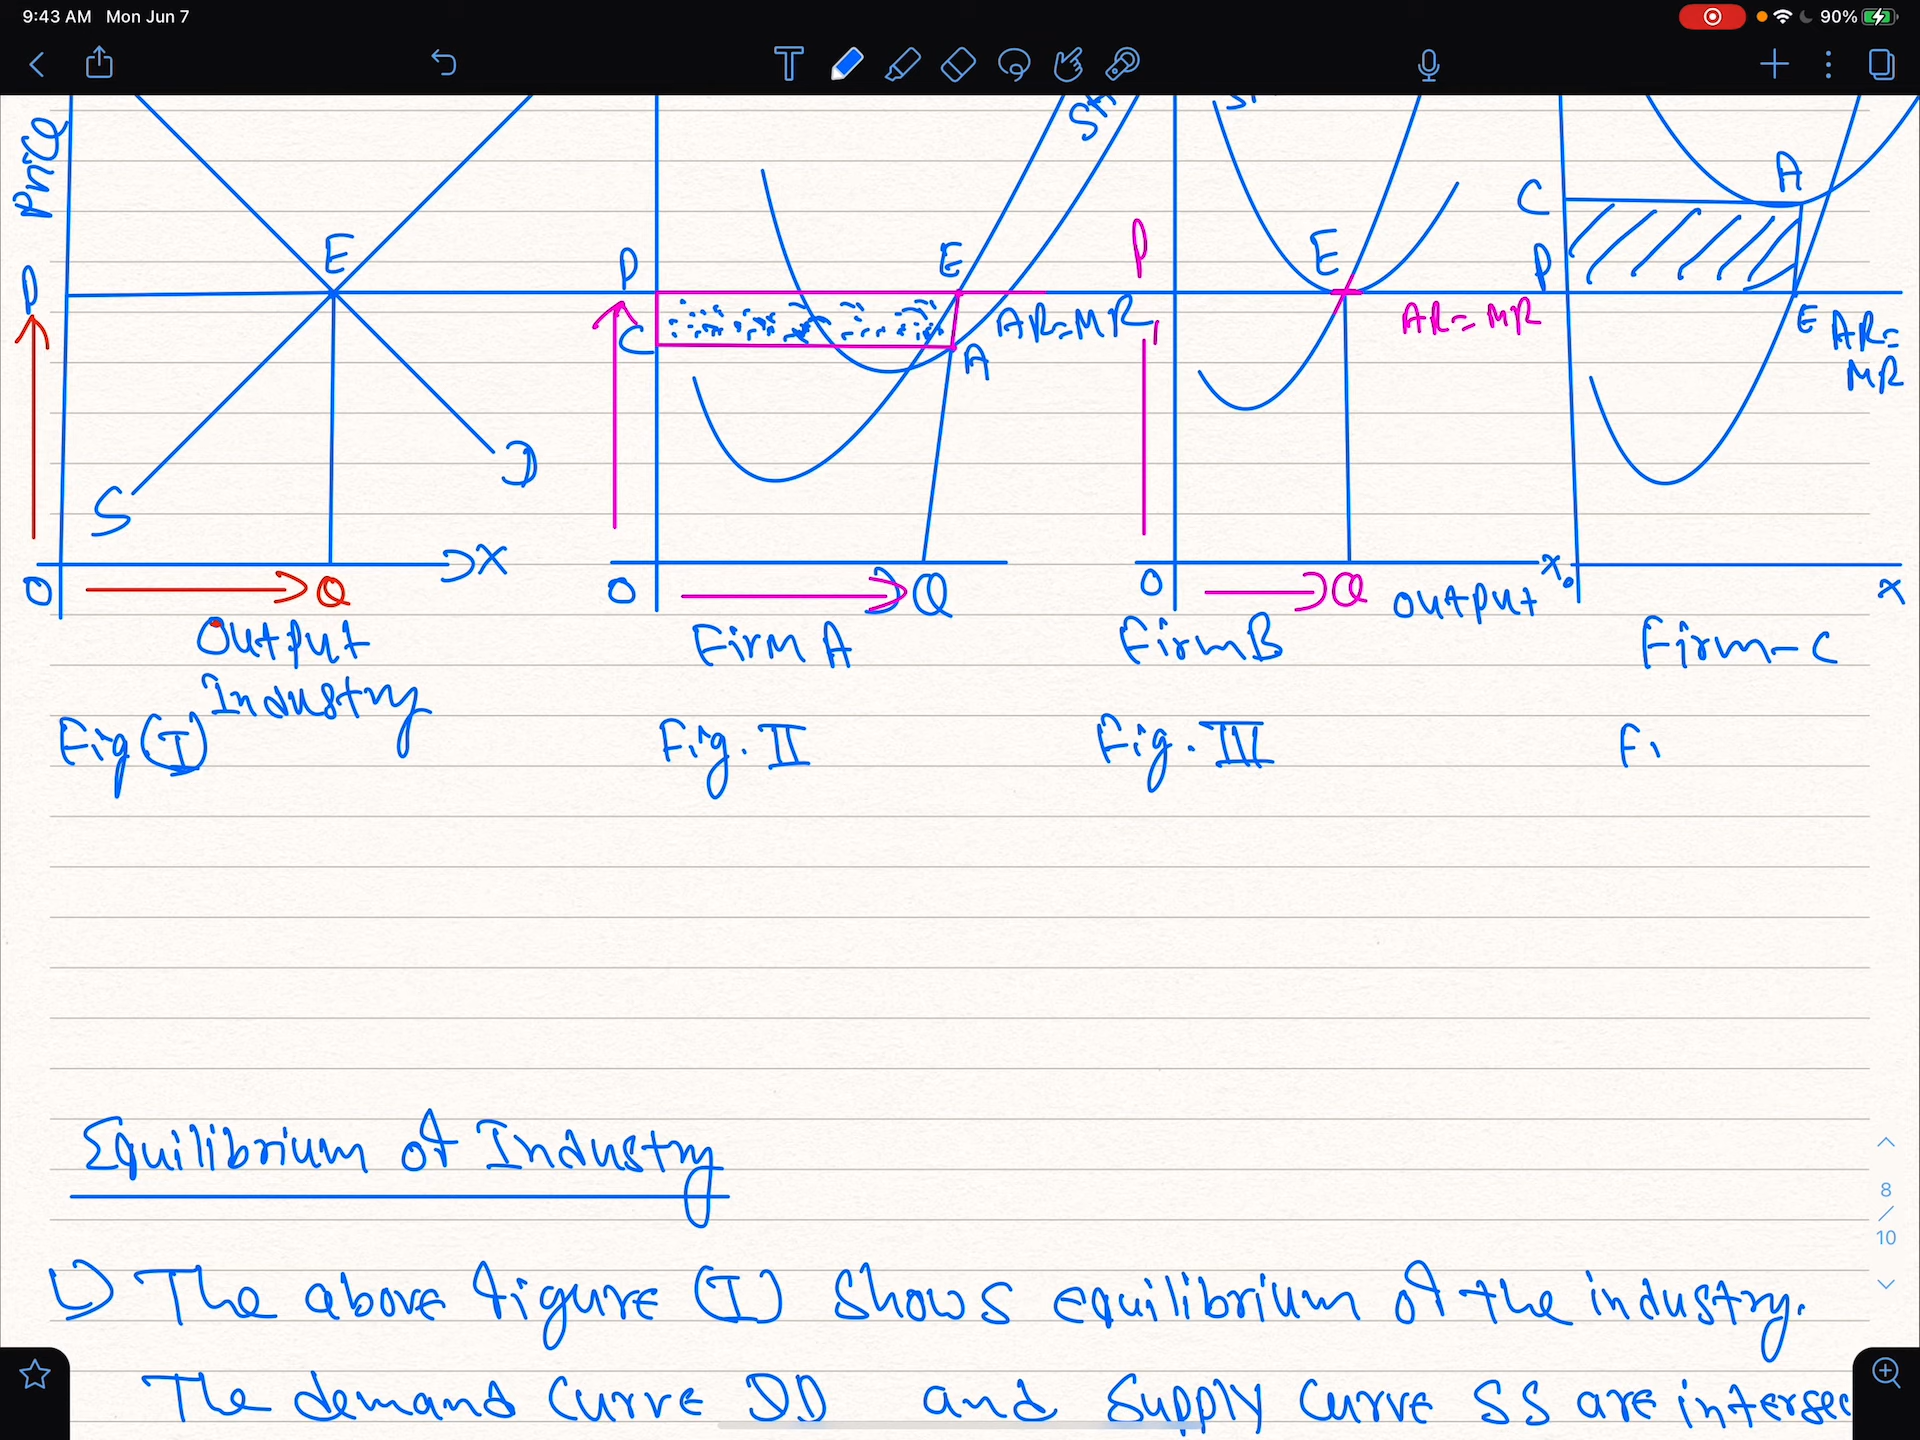 9:43 AM Mon Jun 7
90%
Price
P
E
S
D
O
X
Q
Output
Industry
Fig (I)
P
C
E
A
AR=MR
O
Q
Firm A
Fig. II
P
E
AR=MR
O
Q
Output
x
Firm B
Fig. III
C
P
A
E
AR=
MR
x
Firm-C
8
/
10
Equilibrium of Industry
1) The above figure (I) Shows equilibrium of the industry.
The demand curve DD and Supply curve SS are intersec